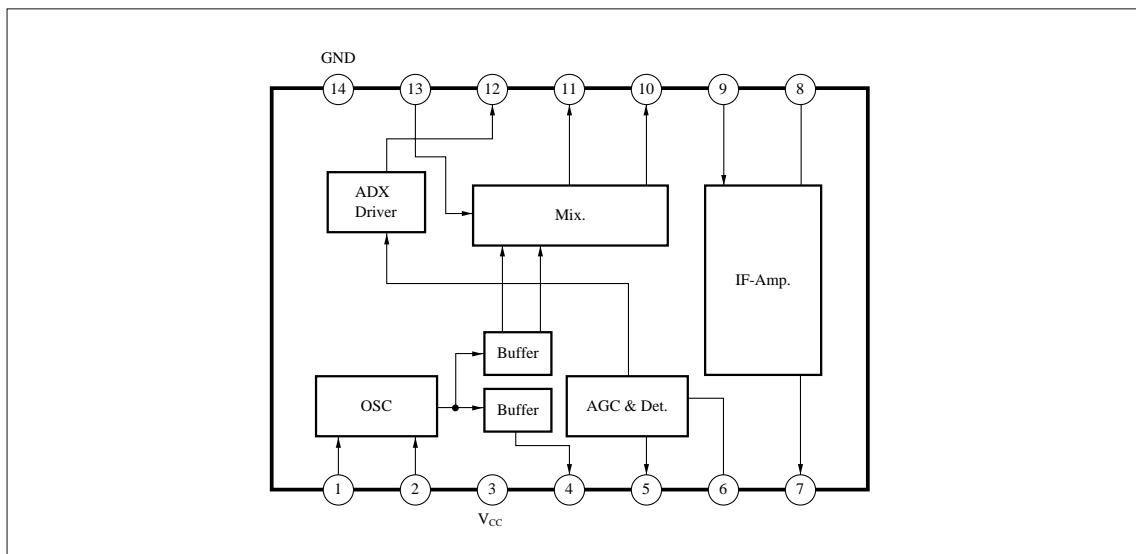 GND
14
13
12
11
10
9
8
ADX
Driver
Mix.
IF-Amp.
Buffer
OSC
Buffer
AGC & Det.
1
2
3
4
5
6
7
VCC